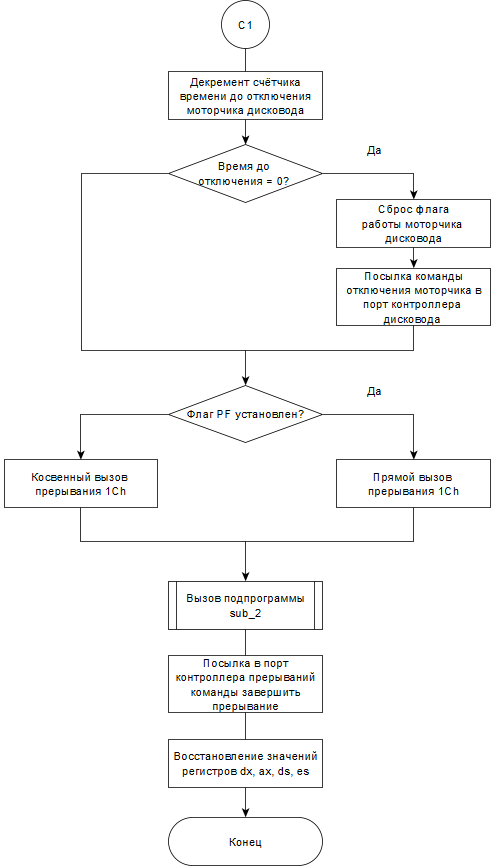 C1
Декремент счётчика
времени до отключения
моторчика дисковода
Время до
отключения = 0?
Да
Сброс флага
работы моторчика
дисковода
Посылка команды
отключения моторчика в
порт контроллера
дисковода
Флаг PF установлен?
Да
Косвенный вызов
прерывания 1Ch
Прямой вызов
прерывания 1Ch
Вызов подпрограммы
sub_2
Посылка в порт
контроллера прерываний
команды завершить
прерывание
Восстановление значений
регистров dx, ax, ds, es
Конец